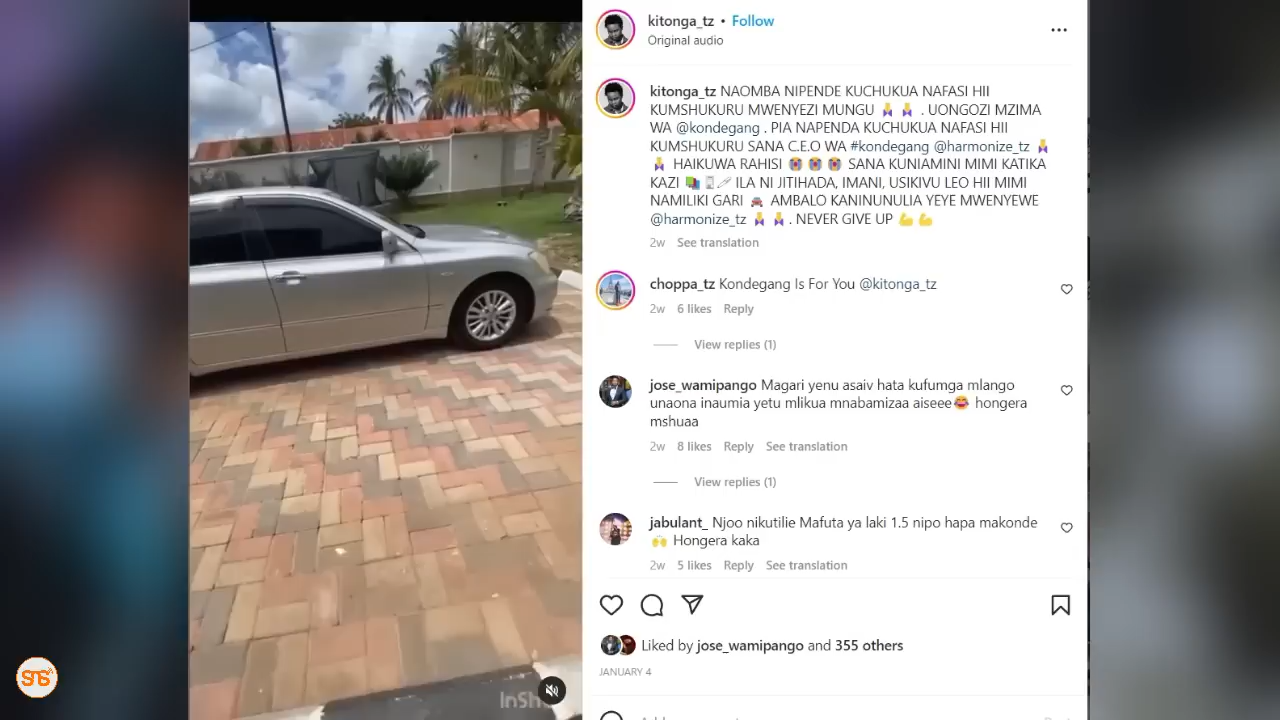 kitonga_tz • Follow
Original audio
kitonga_tz NAOMBA NIPENDE KUCHUKUA NAFASI HII
KUMSHUKURU MWENYEZI MUNGU 🙏 🙏 . UONGOZI MZIMA
WA @kondegang . PIA NAPENDA KUCHUKUA NAFASI HII
KUMSHUKURU SANA C.E.O WA #kondegang @harmonize_tz 🙏
🙏 HAIKUWA RAHISI 😭 😭 😭 SANA KUNIAMINI MIMI KATIKA
KAZI ILA NI JITIHADA, IMANI, USIKIVU LEO HII MIMI
NAMILIKI GARI 🚘 AMBALO KANINUNULIA YEYE MWENYEWE
@harmonize_tz 🙏 🙏 . NEVER GIVE UP 💪 💪
2w See translation
choppa_tz Kondegang Is For You @kitonga_tz
2w 6 likes Reply
View replies (1)
jose_wamipango Magari yenu asaiv hata kufumga mlango
unaona inaumia yetu mlikua mnabamizaa aiseee😂 hongera
mshuaa
2w 8 likes Reply See translation
View replies (1)
jabulant_ Njoo nikutilie Mafuta ya laki 1.5 nipo hapa makonde
🙌 Hongera kaka
2w 5 likes Reply See translation
Liked by jose_wamipango and 355 others
JANUARY 4
InSh